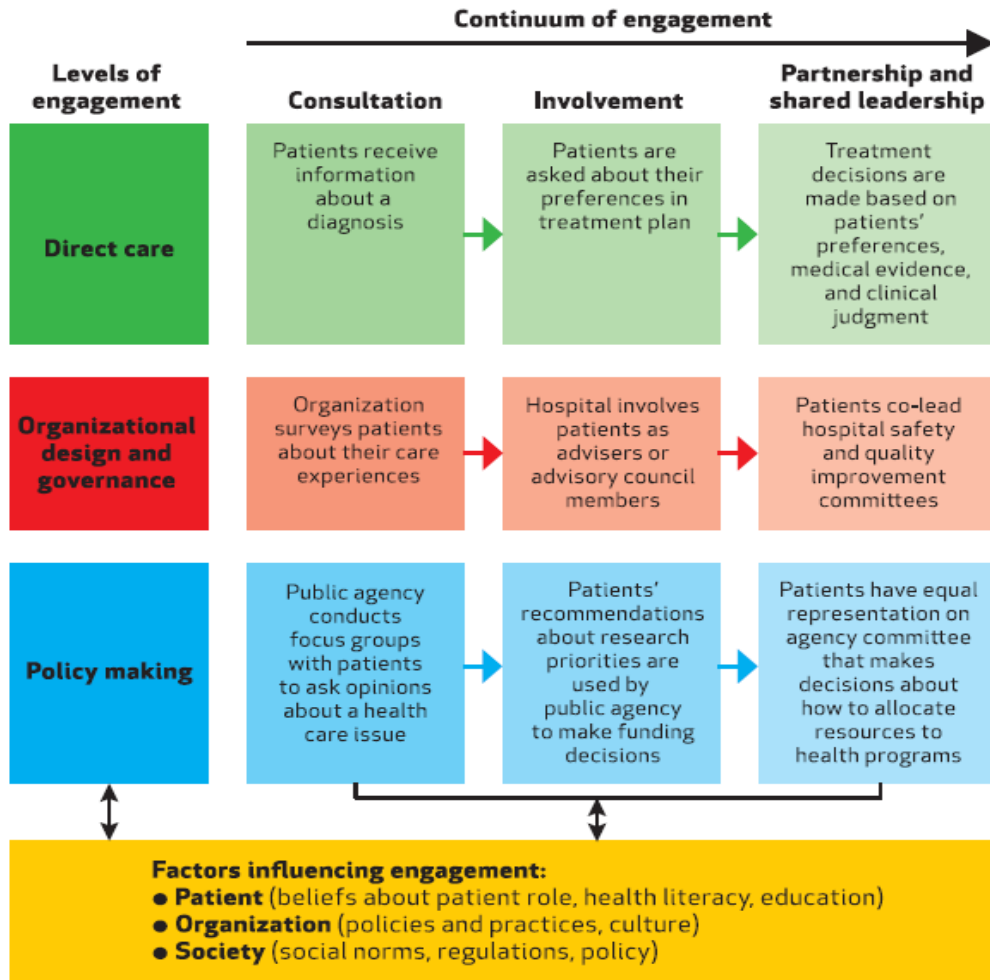 Continuum of engagement
Levels of
engagement
Consultation
Involvement
Partnership and
shared leadership
Direct care
Patients receive
information
about a
diagnosis
Patients are
asked about their
preferences in
treatment plan
Treatment
decisions are
made based on
patients'
preferences,
medical evidence,
and clinical
judgment
Organizational
design and
governance
Organization
surveys patients
about their care
experiences
Hospital involves
patients as
advisers or
advisory council
members
Patients co-lead
hospital safety
and quality
improvement
committees
Policy making
Public agency
conducts
focus groups
with patients
to ask opinions
about a health
care issue
Patients'
recommendations
about research
priorities are
used by
public agency
to make funding
decisions
Patients have equal
representation on
agency committee
that makes
decisions about
how to allocate
resources to
health programs
Factors influencing engagement:
● Patient (beliefs about patient role, health literacy, education)
● Organization (policies and practices, culture)
● Society (social norms, regulations, policy)